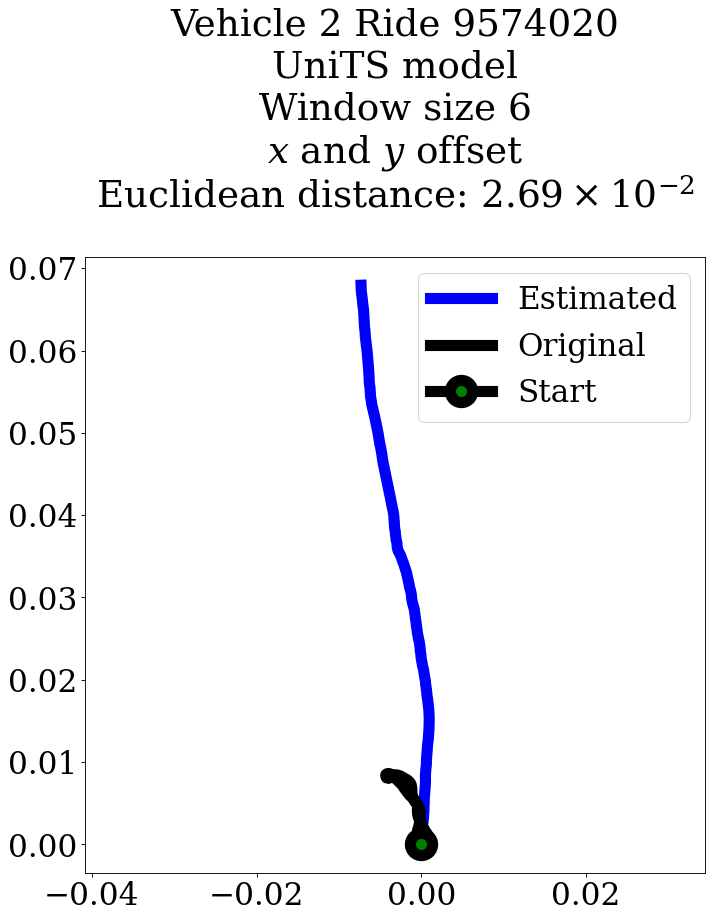 Vehicle 2 Ride 9574020
UniTS model
Window size 6
x and y offset
Euclidean distance: 2.69 × 10⁻²
Estimated
Original
Start
0.07
0.06
0.05
0.04
0.03
0.02
0.01
0.00
−0.04
−0.02
0.00
0.02